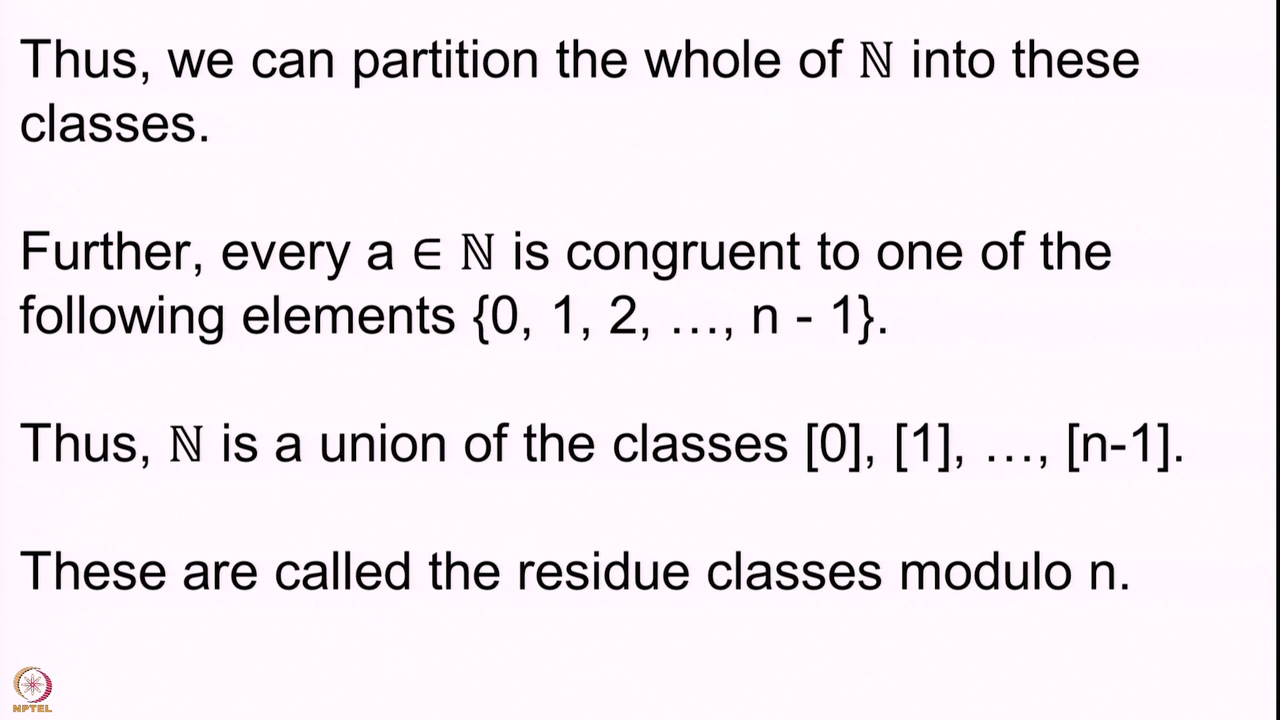 Thus, we can partition the whole of ℕ into these
classes.
Further, every a ∈ ℕ is congruent to one of the
following elements {0, 1, 2, …, n - 1}.
Thus, ℕ is a union of the classes [0], [1], …, [n-1].
These are called the residue classes modulo n.
NPTEL